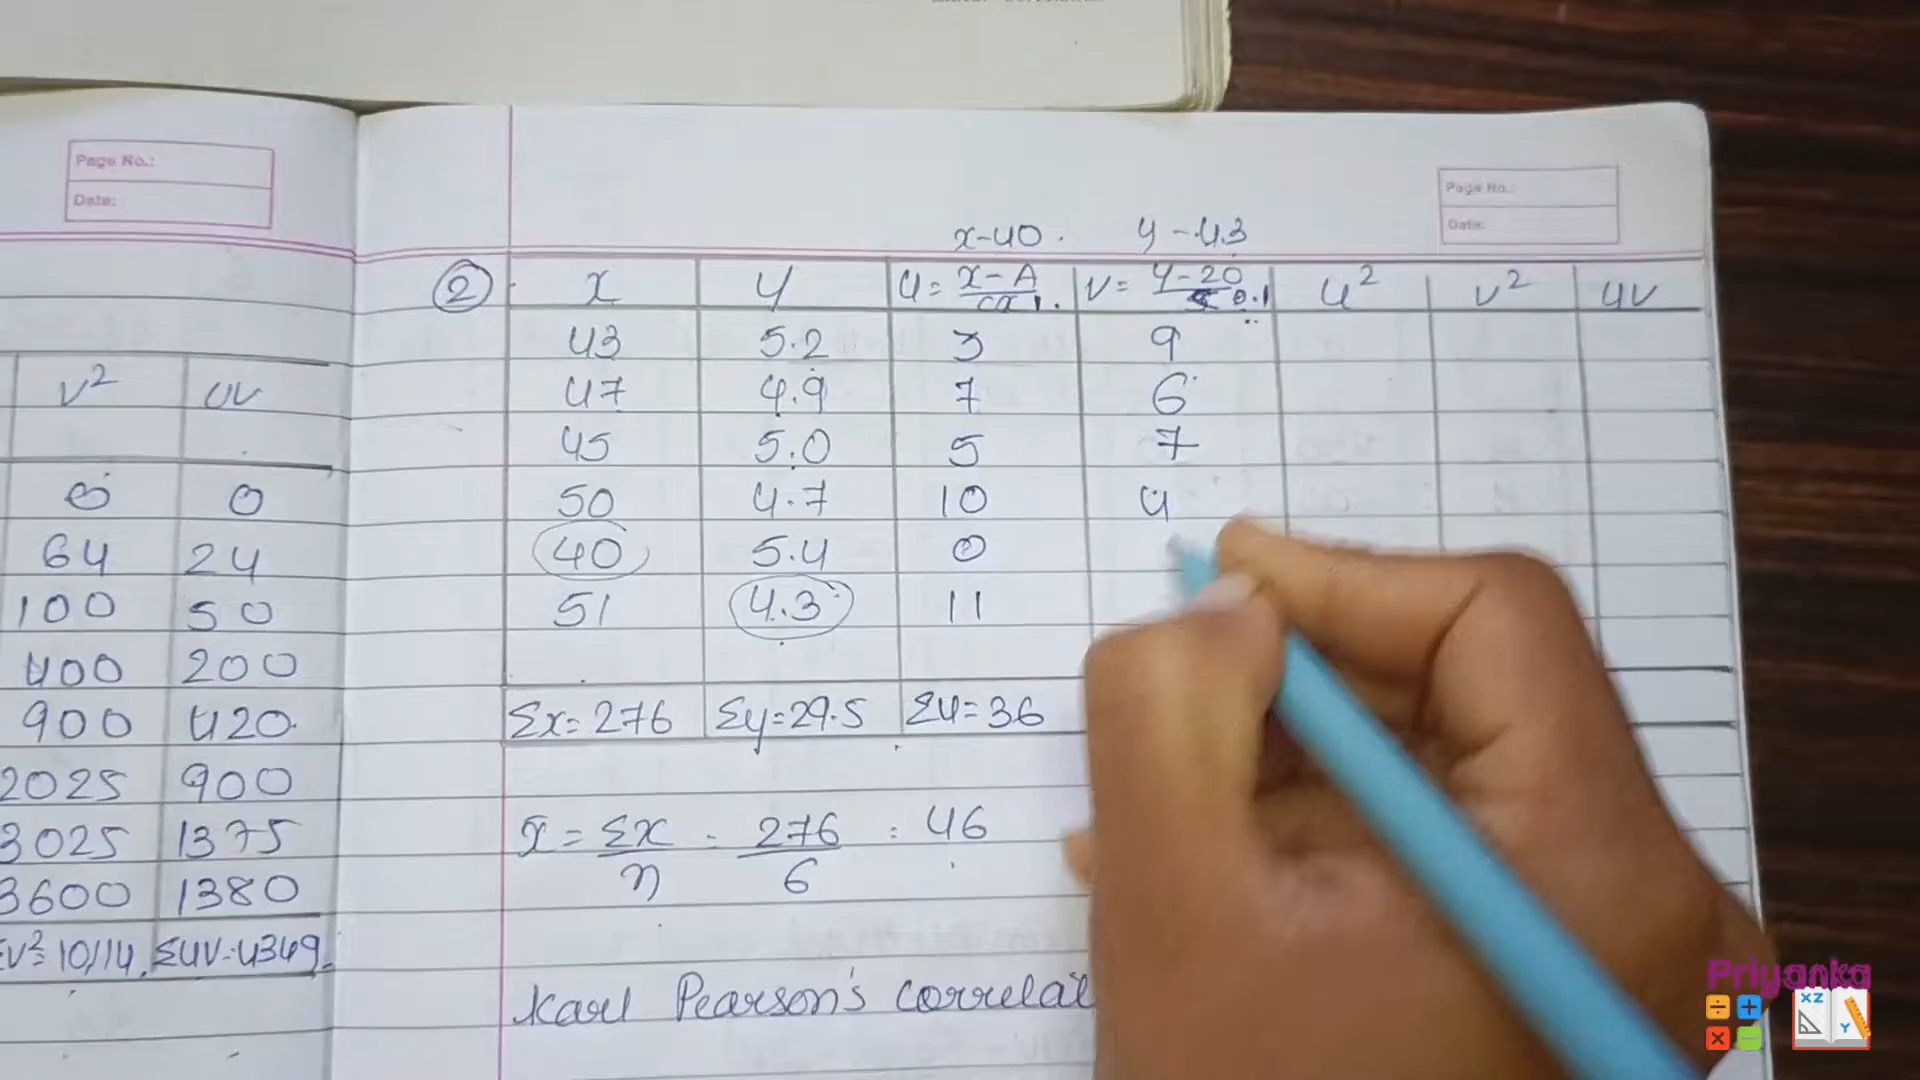 Page No.:
Date:
v² uv
0 0
64 24
100 50
400 200
900 420.
2025 900
3025 1375
3600 1380
Σv²= 10114. Σuv=4349.
Page No.:
Date:
x-40. y-4.3
② x y u = x-A / cx 1. v = y-20 / 0.1 u² v² uv
43 5.2 3 9
47 4.9 7 6
45 5.0 5 7
50 4.7 10 4
40 5.4 0
51 4.3 11
Σx=276 Σy=29.5 Σu=36
x̄ = Σx / n = 276 / 6 = 46
Karl Pearson's correlat
Priyanka
XZ
Y